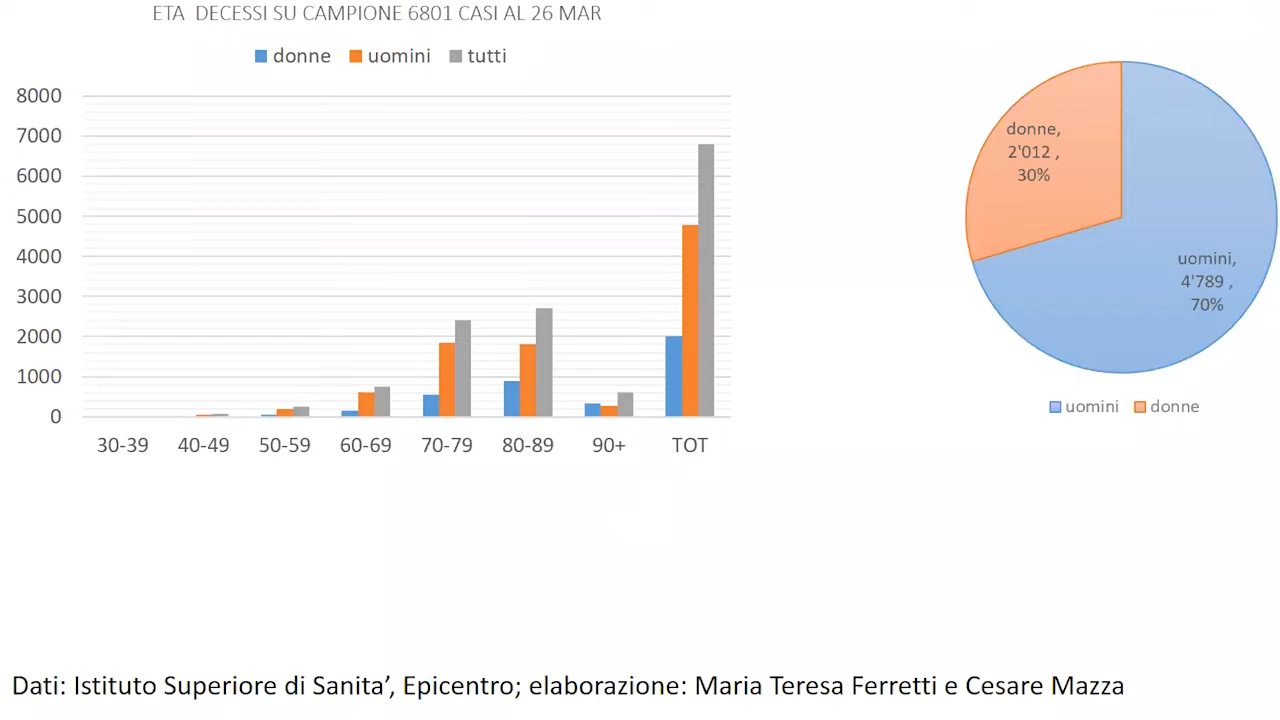 ETA  DECESSI SU CAMPIONE 6801 CASI AL 26 MAR
donne uomini tutti
8000
7000
6000
5000
4000
3000
2000
1000
0
30-39 40-49 50-59 60-69 70-79 80-89 90+ TOT
donne,
2'012 ,
30%
uomini,
4'789 ,
70%
uomini donne
Dati: Istituto Superiore di Sanita’, Epicentro; elaborazione: Maria Teresa Ferretti e Cesare Mazza